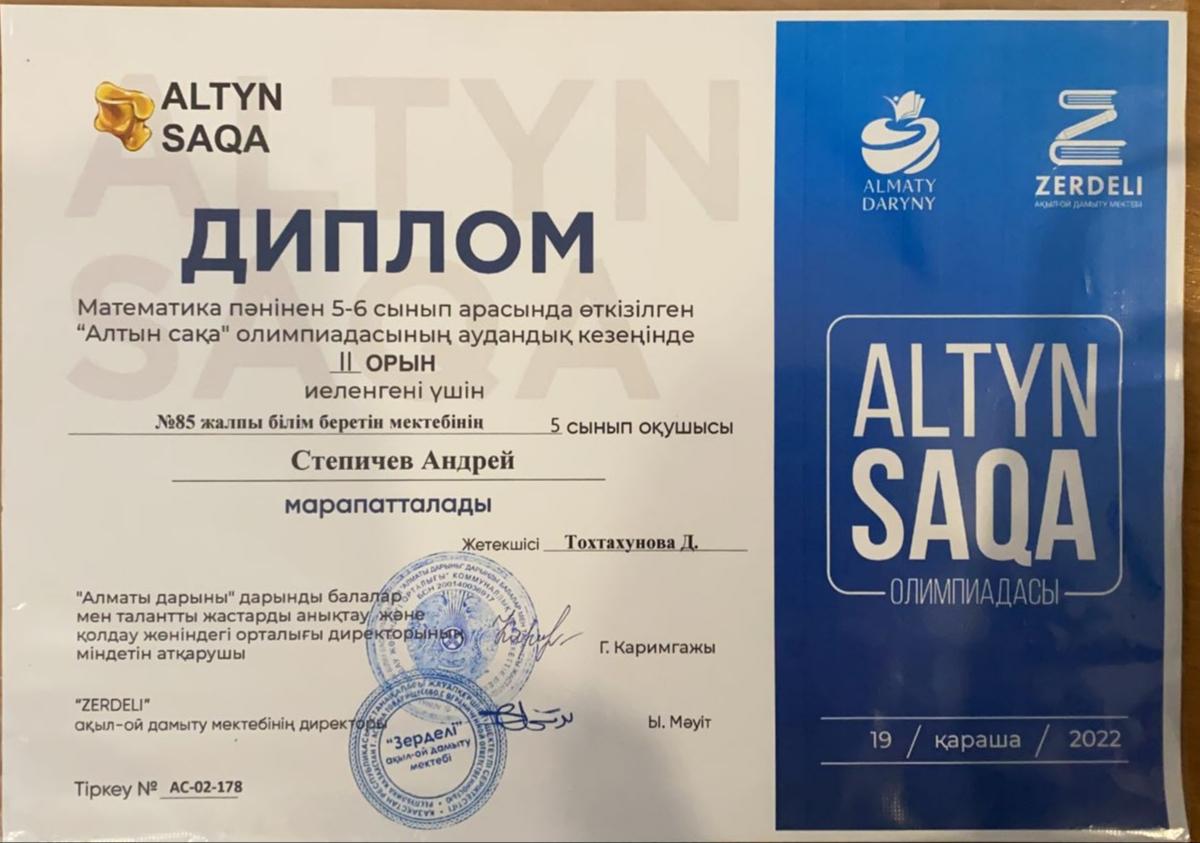 ALTYN
SAQA
ДИПЛОМ
Математика пәнінен 5-6 сынып арасында өткізілген
“Алтын сақа" олимпиадасының аудандық кезеңінде
II ОРЫН
иеленгені үшін
№85 жалпы білім беретін мектебінің 5 сынып оқушысы
Степичев Андрей
марапатталады
Жетекшісі Тохтахунова Д.
"Алматы дарыны" дарынды балалар
мен талантты жастарды анықтау және
қолдау жөніндегі орталығы директорының
міндетін атқарушы
Г. Каримгажы
“ZERDELI”
ақыл-ой дамыту мектебінің директоры
Ы. Мәуіт
"Зерделі"
ақыл-ой дамыту
мектебі
Тіркеу № АС-02-178
ALMATY
DARYNY
ZERDELI
АҚЫЛ-ОЙ ДАМЫТУ МЕКТЕБІ
ALTYN
SAQA
ОЛИМПИАДАСЫ
19 / қараша / 2022